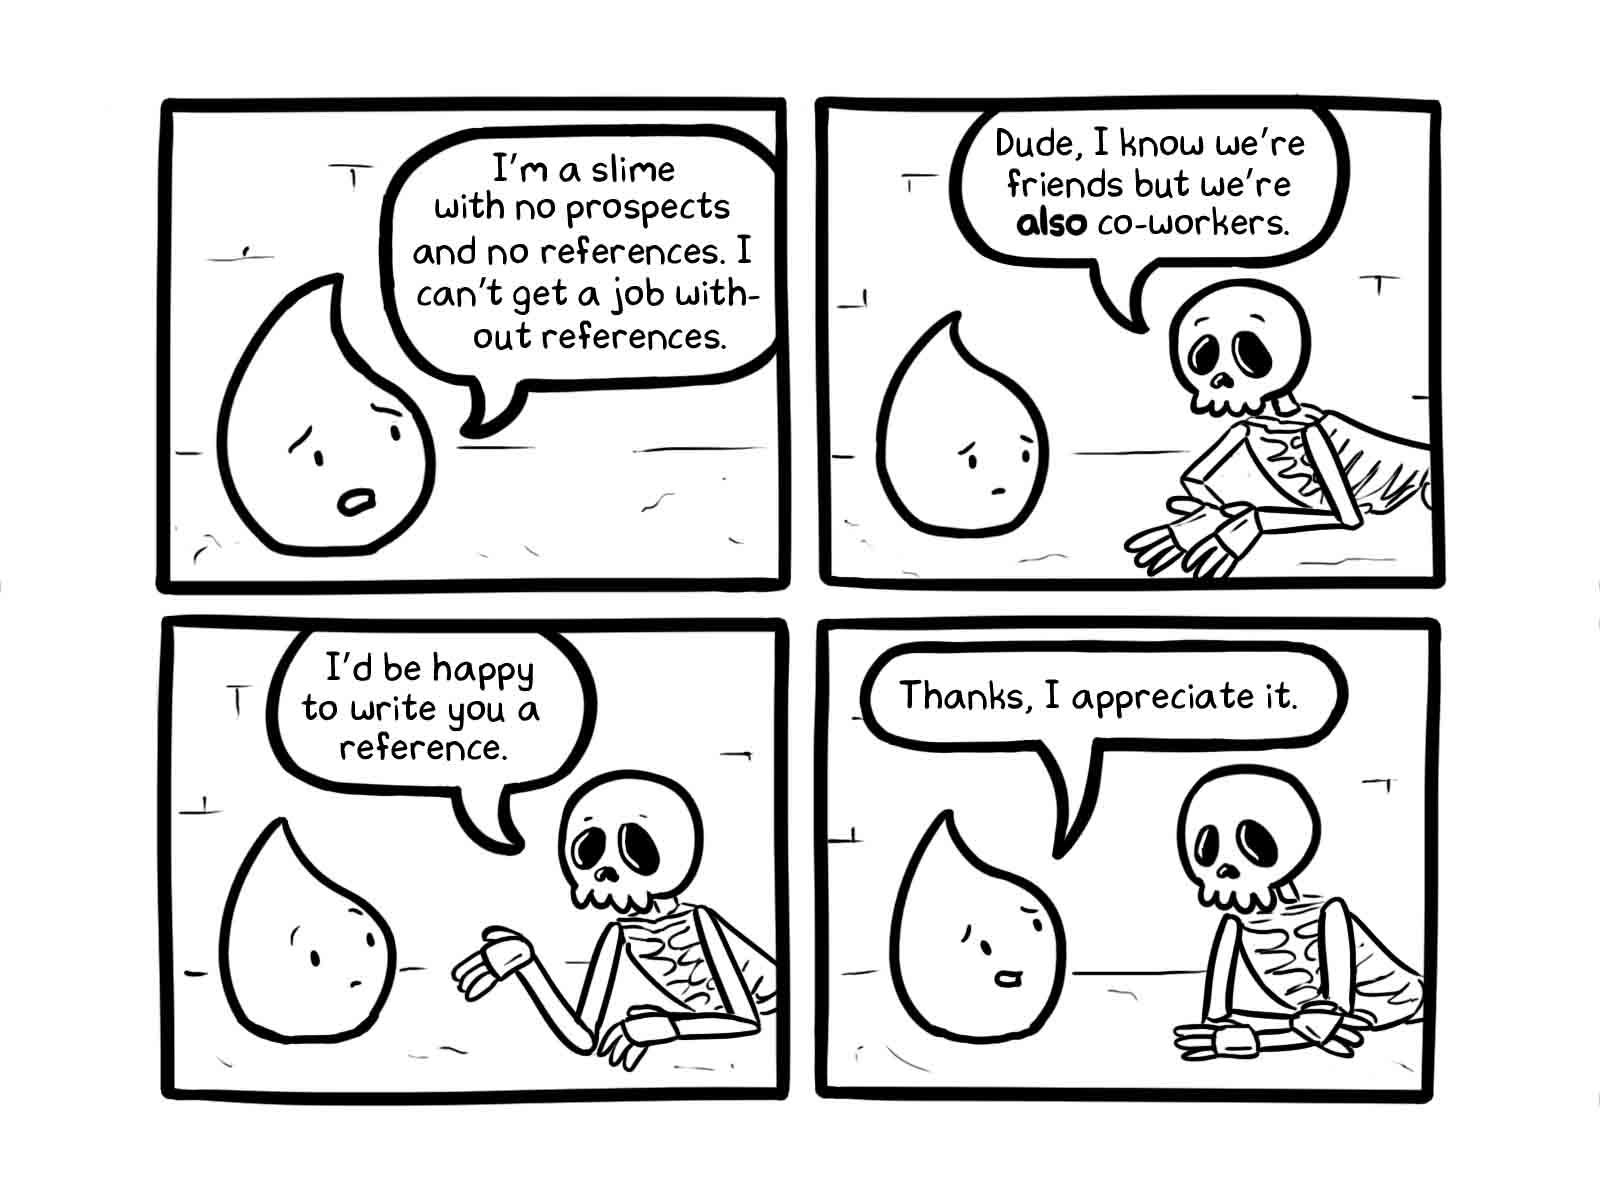 I'm a slime
with no prospects
and no references. I
can't get a job with-
out references.
Dude, I know we're
friends but we're
also co-workers.
I'd be happy
to write you a
reference.
Thanks, I appreciate it.